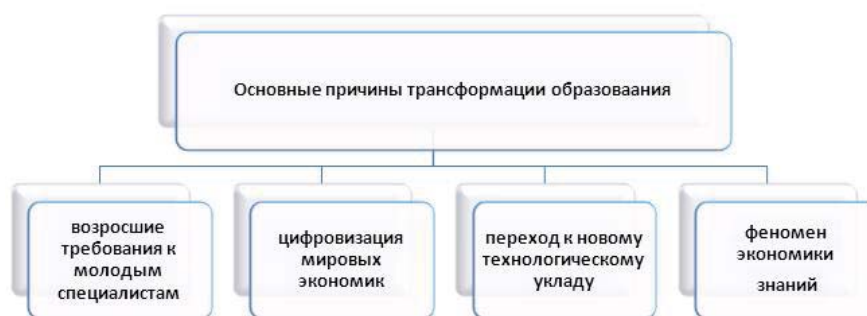 Основные причины трансформации образоваания
возросшие
требования к
молодым
специалистам
цифровизация
мировых
экономик
переход к новому
технологическому
укладу
феномен
экономики
знаний